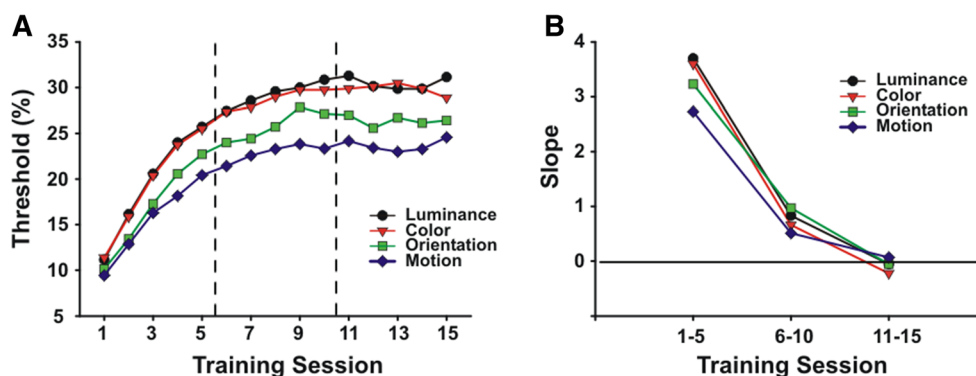 A
35
30
25
20
15
10
5
Threshold (%)
Luminance
Color
Orientation
Motion
1 3 5 7 9 11 13 15
Training Session
B
4
3
2
1
0
Slope
Luminance
Color
Orientation
Motion
1-5 6-10 11-15
Training Session